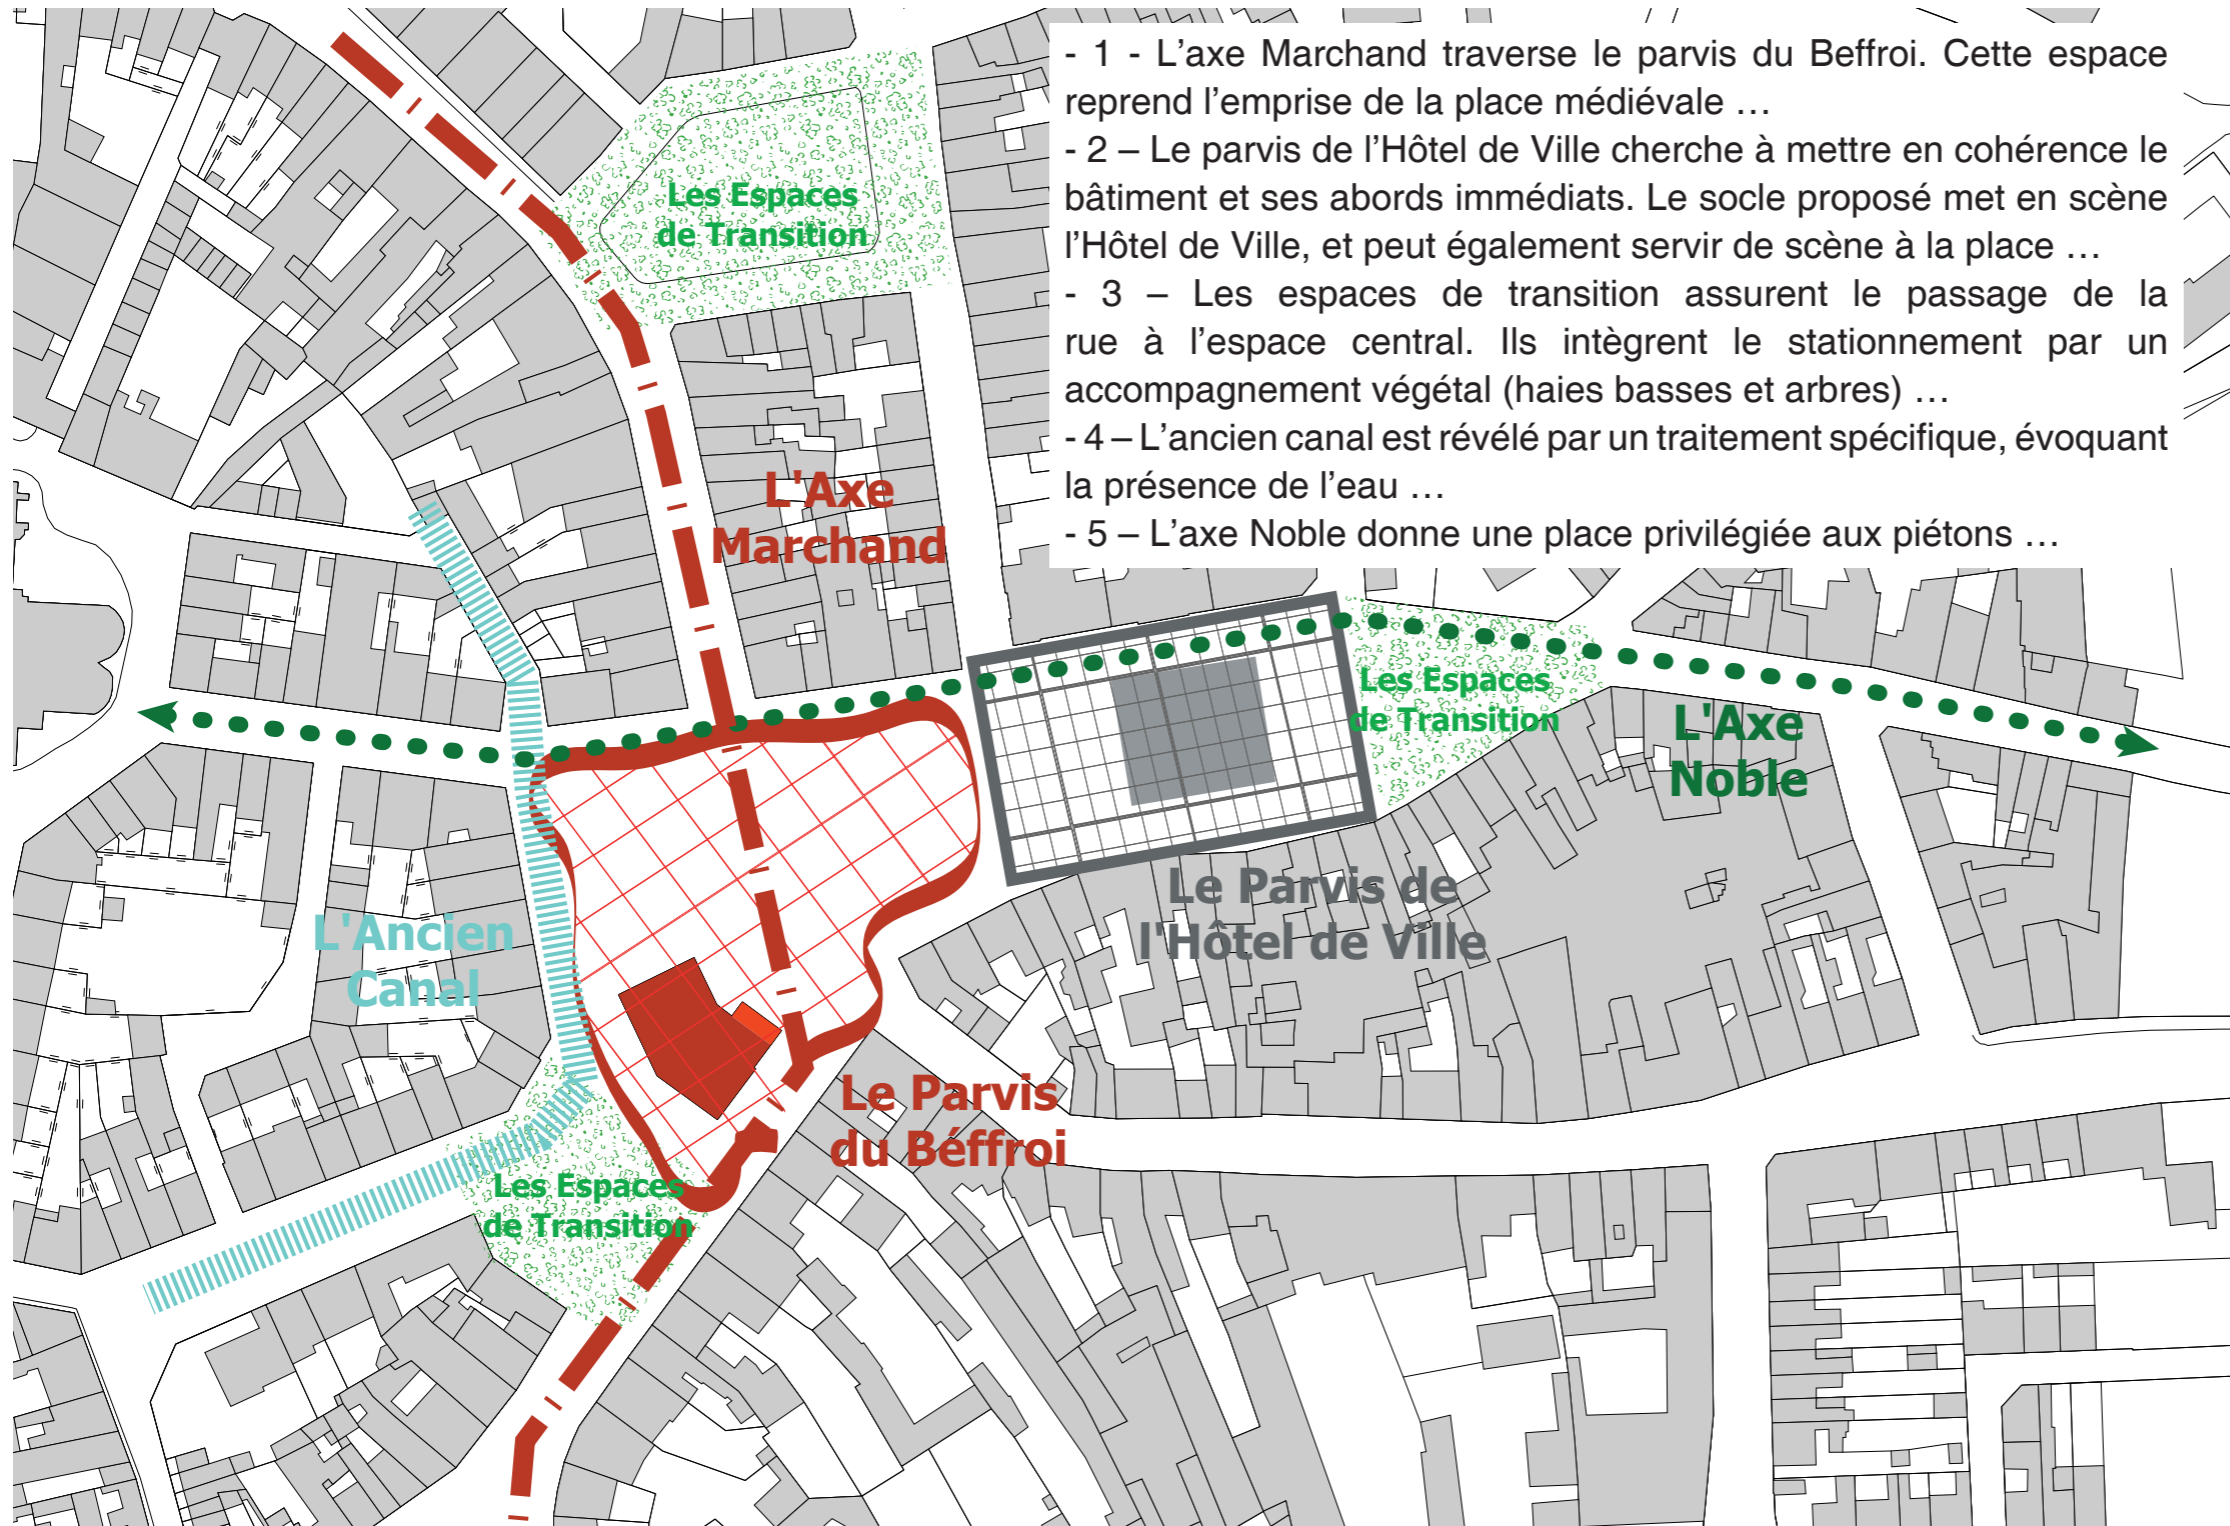 - 1 - L’axe Marchand traverse le parvis du Beffroi. Cette espace
reprend l’emprise de la place médiévale …
- 2 – Le parvis de l’Hôtel de Ville cherche à mettre en cohérence le
bâtiment et ses abords immédiats. Le socle proposé met en scène
l’Hôtel de Ville, et peut également servir de scène à la place …
- 3 – Les espaces de transition assurent le passage de la
rue à l’espace central. Ils intègrent le stationnement par un
accompagnement végétal (haies basses et arbres) …
- 4 – L’ancien canal est révélé par un traitement spécifique, évoquant
la présence de l’eau …
- 5 – L’axe Noble donne une place privilégiée aux piétons …
Les Espaces
de Transition
L'Axe
Marchand
Les Espaces
de Transition
L'Axe
Noble
Le Parvis de
l'Hôtel de Ville
L'Ancien
Canal
Le Parvis
du Béffroi
Les Espaces
de Transition